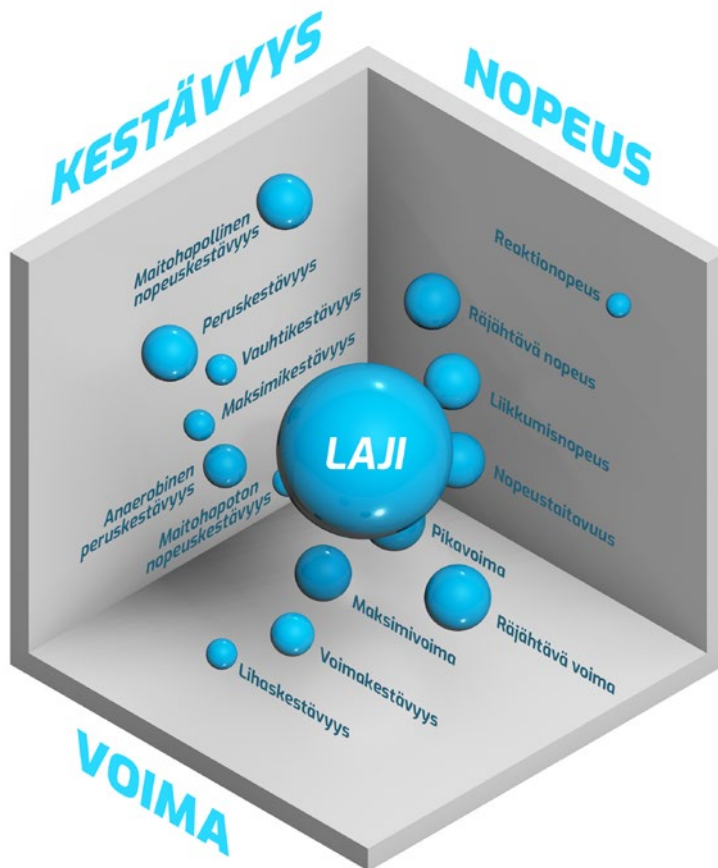 KESTÄVYYS
NOPEUS
Maitohapollinen
nopeuskestävyys
Peruskestävyys
Vauhtikestävyys
Maksimikestävyys
Anaerobinen
peruskestävyys
Maitohapoton
nopeuskestävyys
Reaktionopeus
Räjähtävä nopeus
Liikkumisnopeus
Nopeustaitavuus
LAJI
Pikavoima
Räjähtävä voima
Maksimivoima
Voimakestävyys
Lihaskestävyys
VOIMA